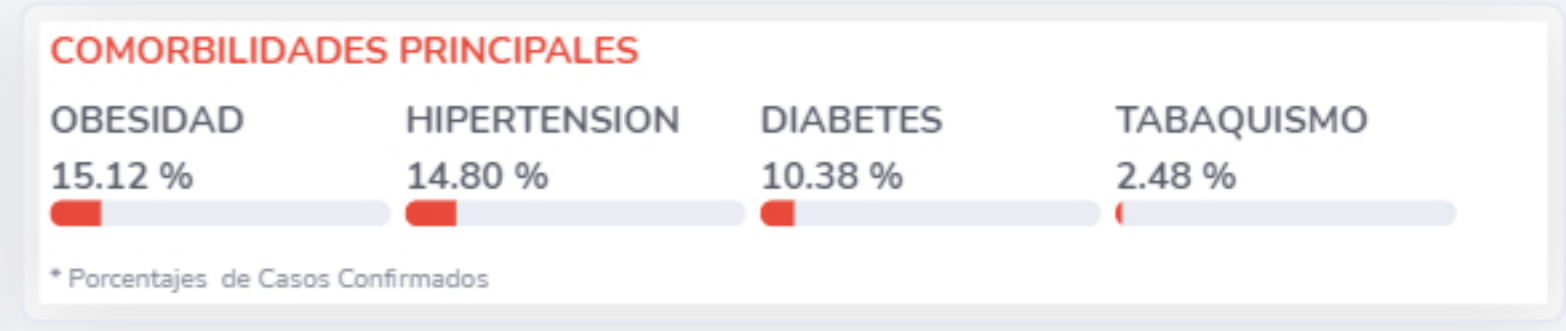 COMORBILIDADES PRINCIPALES
OBESIDAD HIPERTENSION DIABETES TABAQUISMO
15.12 % 14.80 % 10.38 % 2.48 %
* Porcentajes de Casos Confirmados